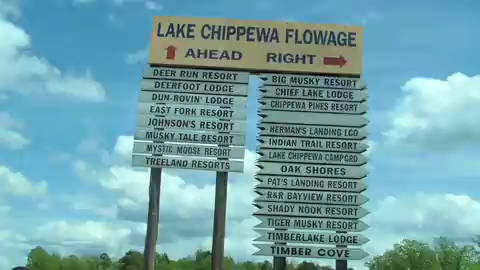 LAKE CHIPPEWA FLOWAGE
AHEAD RIGHT
DEER RUN RESORT
DEERFOOT LODGE
DUN-ROVIN' LODGE
EAST FORK RESORT
JOHNSON'S RESORT
MUSKY TALE RESORT
MYSTIC MOOSE RESORT
TREELAND RESORTS
BIG MUSKY RESORT
CHIEF LAKE LODGE
CHIPPEWA PINES RESORT
HERMAN'S LANDING LCO
INDIAN TRAIL RESORT
LAKE CHIPPEWA CAMPGRD
OAK SHORES
PAT'S LANDING RESORT
R&R BAYVIEW RESORT
SHADY NOOK RESORT
TIGER MUSKY RESORT
TIMBERLAKE LODGE
TIMBER COVE